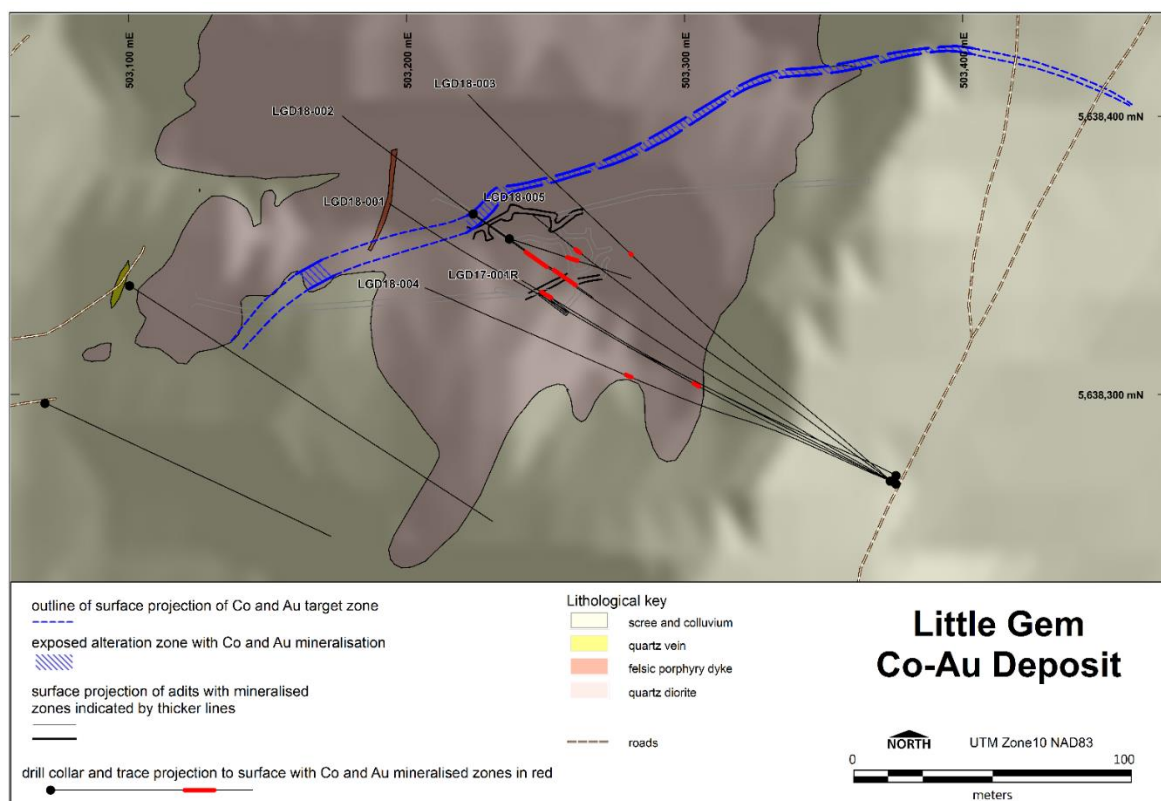 503,100 mE
503,200 mE
503,300 mE
503,400 mE
LGD18-003
LGD18-002
5,638,400 mN
LGD18-001
LGD18-005
LGD17-001R
LGD18-004
5,638,300 mN
outline of surface projection of Co and Au target zone
exposed alteration zone with Co and Au mineralisation
surface projection of adits with mineralised
zones indicated by thicker lines
drill collar and trace projection to surface with Co and Au mineralised zones in red
Lithological key
scree and colluvium
quartz vein
felsic porphyry dyke
quartz diorite
roads
Little Gem
Co-Au Deposit
NORTH
UTM Zone10 NAD83
0
100
meters